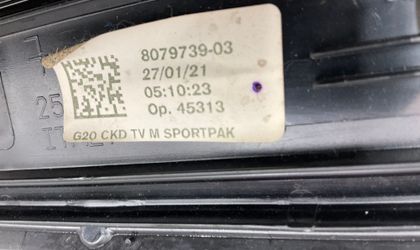 8079739-03
27/01/21
05:10:23
Op. 45313
G20 CKD TV M SPORTPAK